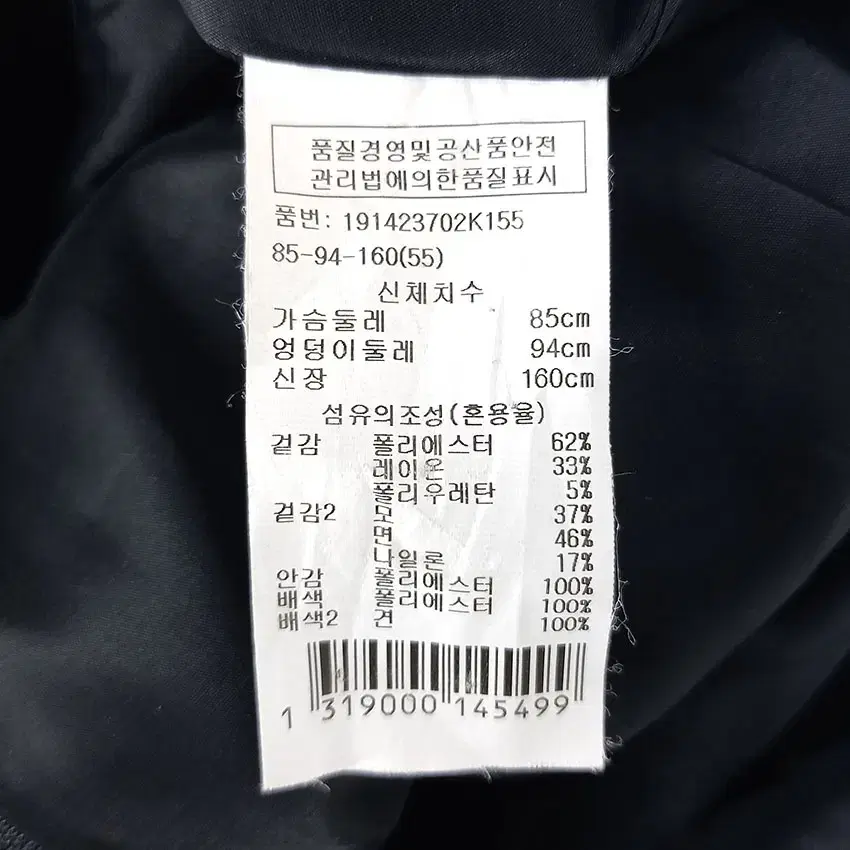 품질경영및공산품안전
관리법에의한품질표시
품번: 191423702K155
85-94-160(55)
신체치수
가슴둘레 85cm
엉덩이둘레 94cm
신장 160cm
섬유의조성(혼용율)
겉감 폴리에스터 62%
레이온 33%
폴리우레탄 5%
겉감2 모 37%
면 46%
나일론 17%
안감 폴리에스터 100%
배색 폴리에스터 100%
배색2 견 100%
1 319000 145499